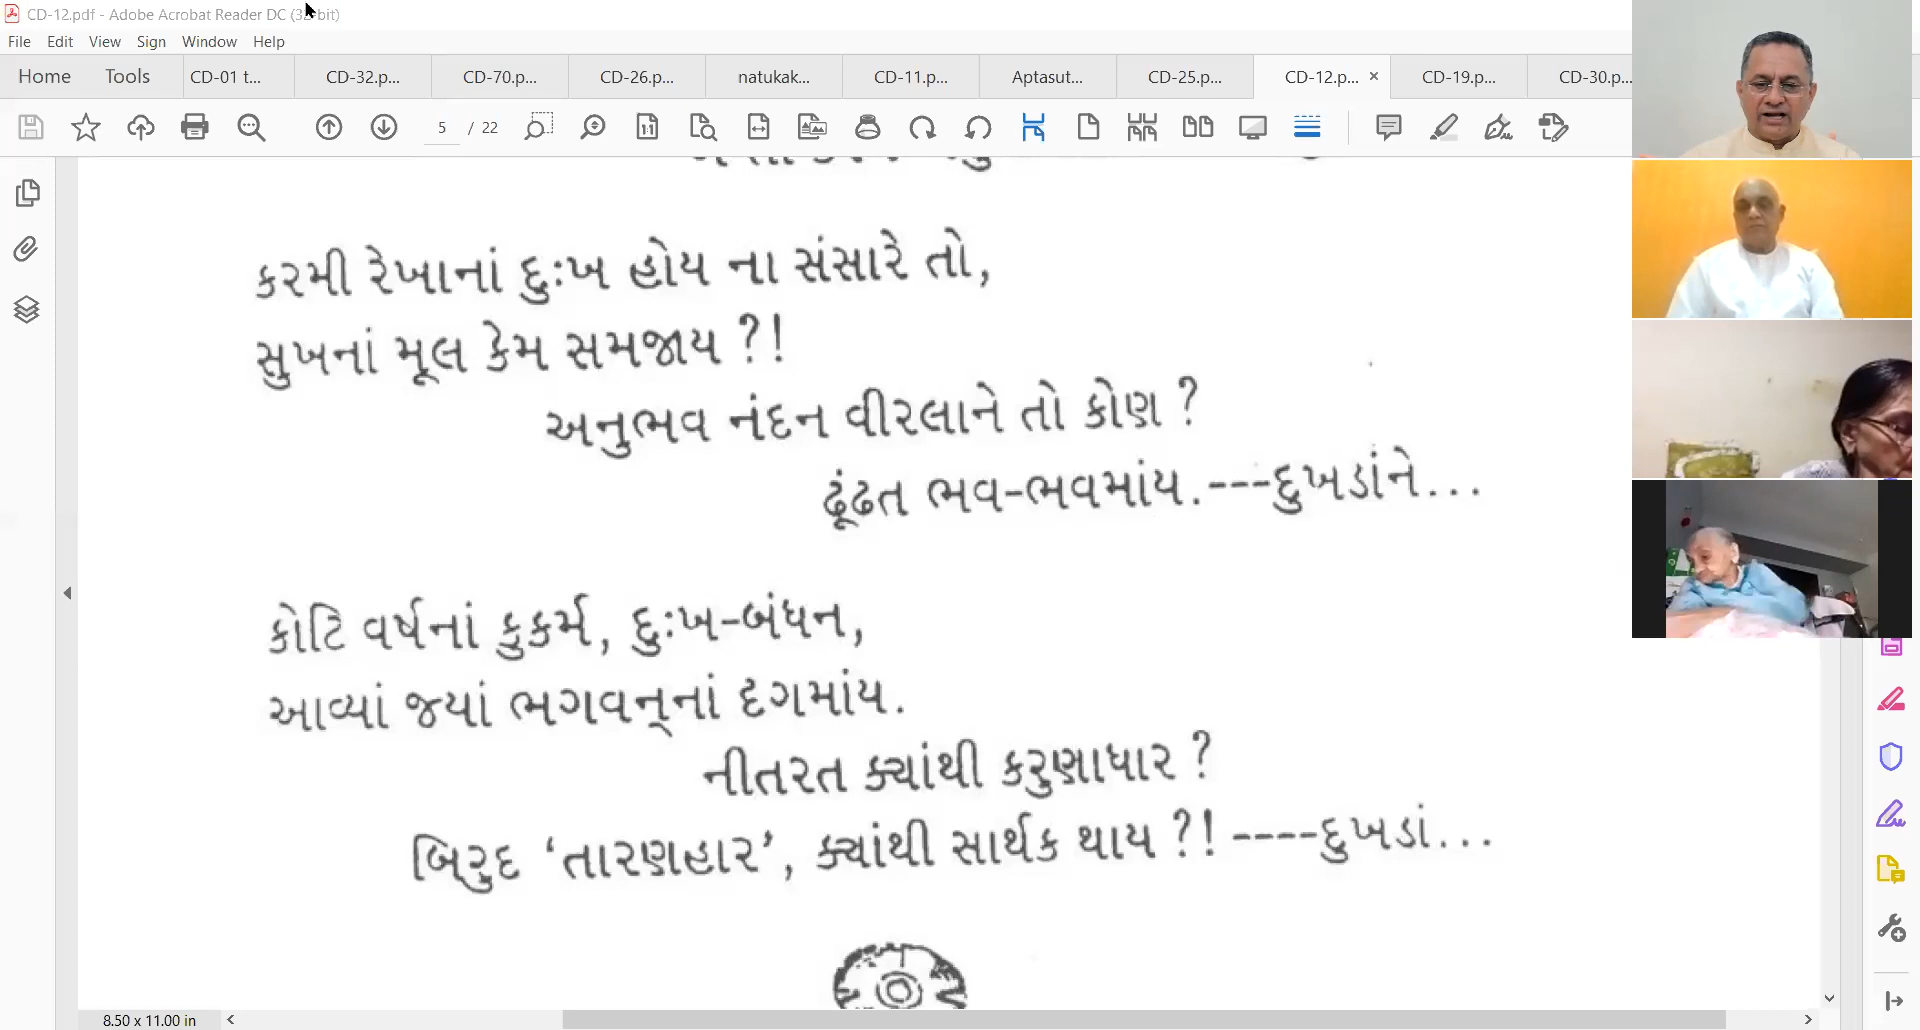 CD-12.pdf - Adobe Acrobat Reader DC (32-bit)
File Edit View Sign Window Help
Home Tools CD-01 t... CD-32.p... CD-70.p... CD-26.p... natukak... CD-11.p... Aptasut... CD-25.p... CD-12.p... × CD-19.p... CD-30.p...
5 / 22
કરમી રેખાનાં દુઃખ હોય ના સંસારે તો,
સુખનાં મૂલ કેમ સમજાય ?!
અનુભવ નંદન વીરલાને તો કોણ ?
ઢૂંઢત ભવ-ભવમાંય.---દુખડાંને...
કોટિ વર્ષનાં કુકર્મ, દુઃખ-બંધન,
આવ્યાં જયાં ભગવન્‌નાં દગમાંય.
નીતરત ક્યાંથી કરુણાધાર ?
બિરુદ ‘તારણહાર’, ક્યાંથી સાર્થક થાય ?! ----દુખડાં...
8.50 x 11.00 in